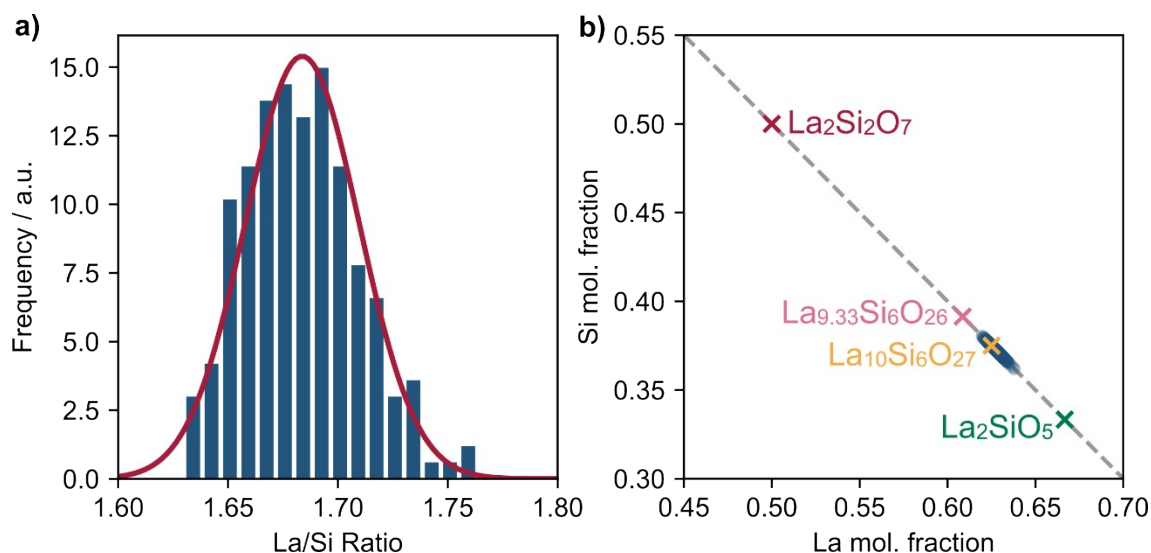 a)
15.0
12.5
10.0
7.5
5.0
2.5
0.0
Frequency / a.u.
1.60 1.65 1.70 1.75 1.80
La/Si Ratio
b)
0.55
0.50
0.45
0.40
0.35
0.30
Si mol. fraction
La₂Si₂O₇
La₉.₃₃Si₆O₂₆
La₁₀Si₆O₂₇
La₂SiO₅
0.45 0.50 0.55 0.60 0.65 0.70
La mol. fraction